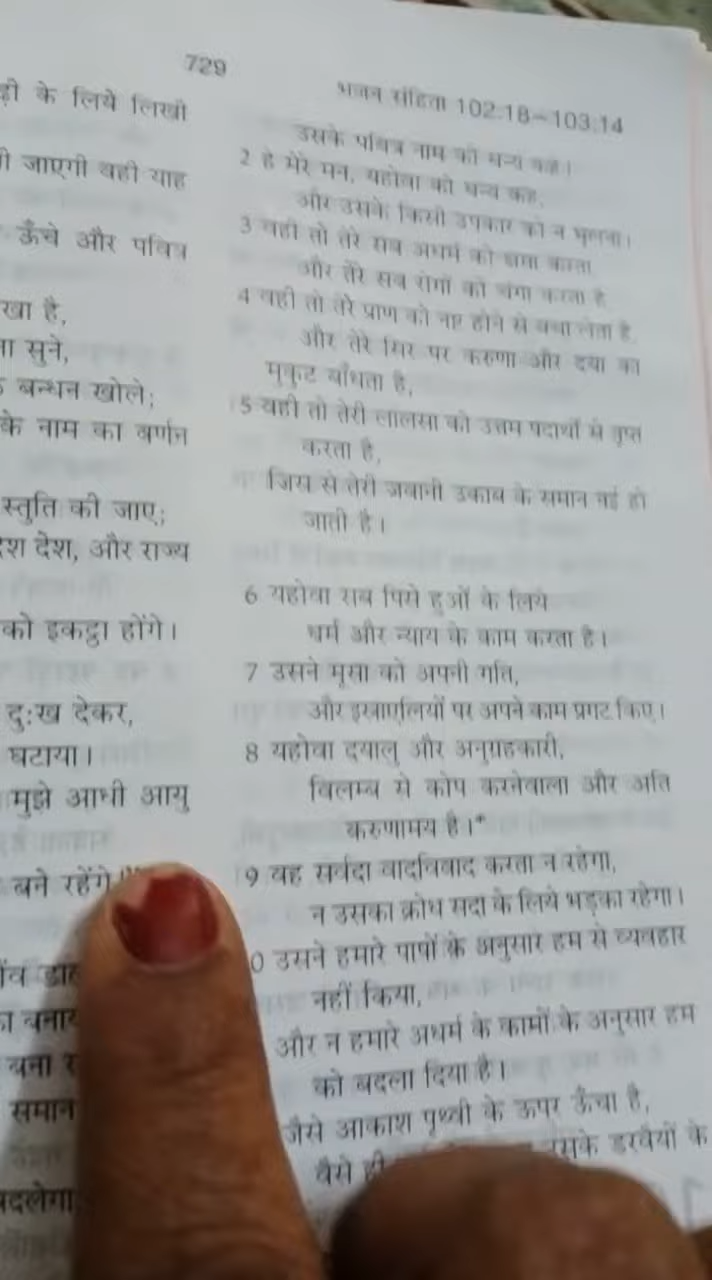 729
भजन संहिता 102:18–103:14
ढ़ी के लिये लिखी
ी जाएगी वही याह
ऊँचे और पवित्र
खा है,
ना सुने,
बन्धन खोले;
के नाम का वर्णन
स्तुति की जाए;
देश देश, और राज्य
को इकट्ठा होंगे।
दुःख देकर,
घटाया।
मुझे आधी आयु
बने रहेंगे
बनाय
बना र
समान
बदलेगा
उसके पवित्र नाम को धन्य कह।
2 हे मेरे मन, यहोवा को धन्य कह,
और उसके किसी उपकार को न भूलना।
3 वही तो तेरे सब अधर्म को क्षमा करता
और तेरे सब रोगों को चंगा करता है
4 वही तो तेरे प्राण को नष्ट होने से बचा लेता है,
और तेरे सिर पर करुणा और दया का
मुकुट बाँधता है,
5 वही तो तेरी लालसा को उत्तम पदार्थों से तृप्त
करता है,
जिस से तेरी जवानी उकाब के समान नई हो
जाती है।
6 यहोवा सब पिसे हुओं के लिये
धर्म और न्याय के काम करता है।
7 उसने मूसा को अपनी गति,
और इस्राएलियों पर अपने काम प्रगट किए।
8 यहोवा दयालु और अनुग्रहकारी,
विलम्ब से कोप करनेवाला और अति
करुणामय है।*
9 वह सर्वदा वादविवाद करता न रहेगा,
न उसका क्रोध सदा के लिये भड़का रहेगा।
0 उसने हमारे पापों के अनुसार हम से व्यवहार
नहीं किया,
और न हमारे अधर्म के कामों के अनुसार हम
को बदला दिया है।
जैसे आकाश पृथ्वी के ऊपर ऊँचा है,
वैसे ही उसके डरवैयों के